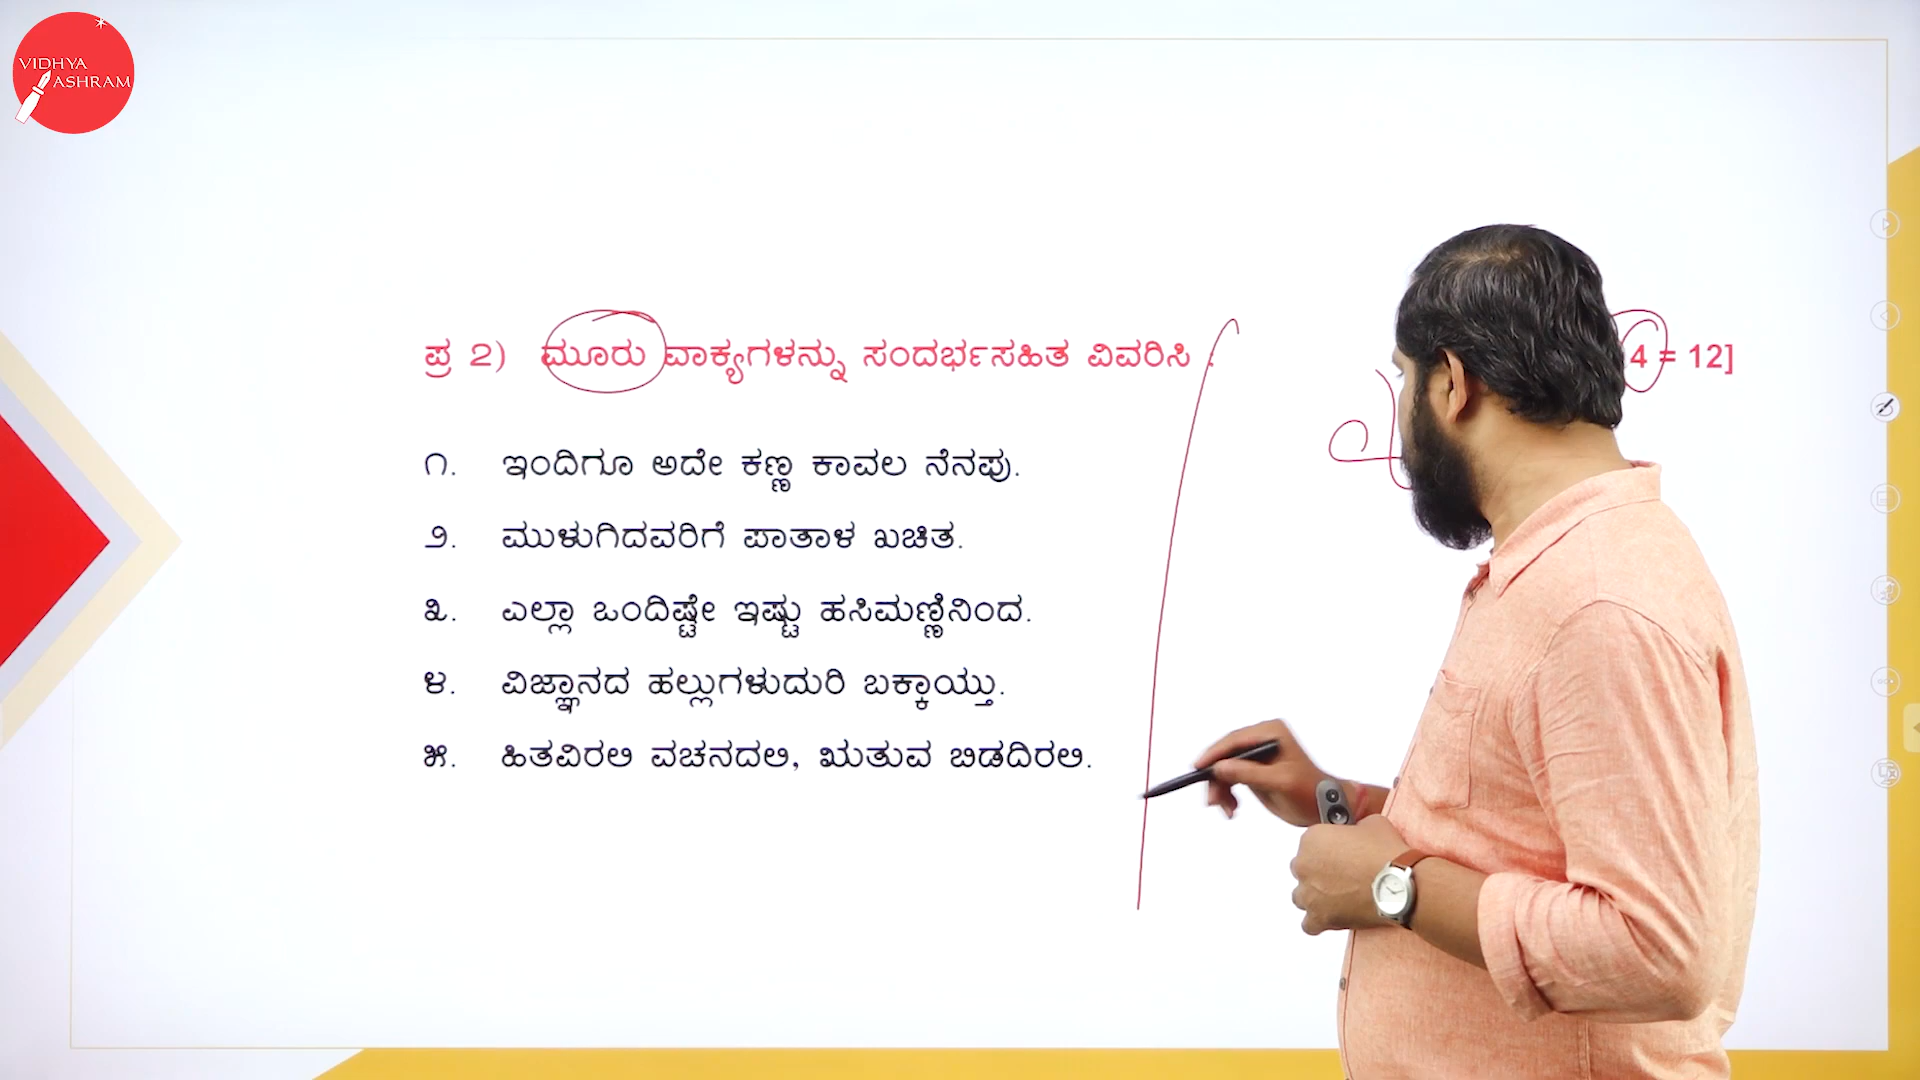 VIDHYA
ASHRAM
ಪ್ರ 2) ಮೂರು ವಾಕ್ಯಗಳನ್ನು ಸಂದರ್ಭಸಹಿತ ವಿವರಿಸಿ : 4 = 12]
೧. ಇಂದಿಗೂ ಅದೇ ಕಣ್ಣ ಕಾವಲ ನೆನಪು.
೨. ಮುಳುಗಿದವರಿಗೆ ಪಾತಾಳ ಖಚಿತ.
೩. ಎಲ್ಲಾ ಒಂದಿಷ್ಟೇ ಇಷ್ಟು ಹಸಿಮಣ್ಣಿನಿಂದ.
೪. ವಿಜ್ಞಾನದ ಹಲ್ಲುಗಳುದುರಿ ಬಕ್ಕಾಯ್ತು.
೫. ಹಿತವಿರಲಿ ವಚನದಲಿ, ಋತುವ ಬಿಡದಿರಲಿ.